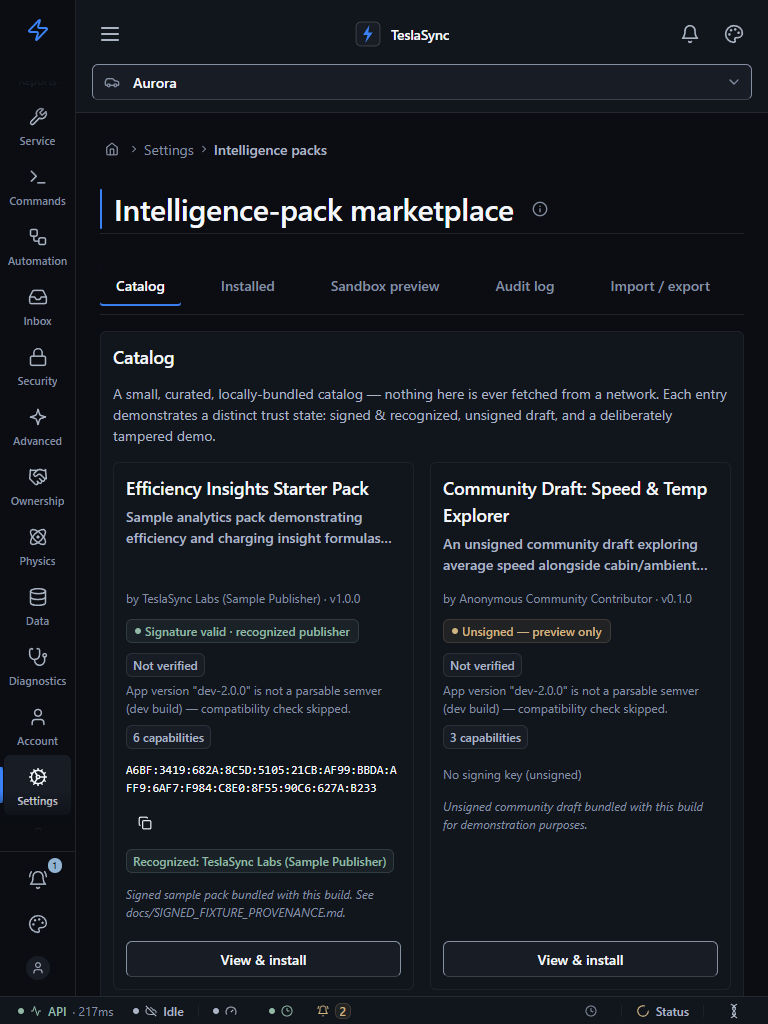 TeslaSync
Aurora
Settings
Intelligence packs
Intelligence-pack marketplace
Catalog
Installed
Sandbox preview
Audit log
Import / export
Catalog
A small, curated, locally-bundled catalog — nothing here is ever fetched from a network. Each entry
demonstrates a distinct trust state: signed & recognized, unsigned draft, and a deliberately
tampered demo.
Efficiency Insights Starter Pack
Sample analytics pack demonstrating
efficiency and charging insight formulas...
by TeslaSync Labs (Sample Publisher) · v1.0.0
Signature valid · recognized publisher
Not verified
App version "dev-2.0.0" is not a parsable semver
(dev build) — compatibility check skipped.
6 capabilities
A6BF:3419:682A:8C5D:5105:21CB:AF99:BBDA:A
FF9:6AF7:F984:C8E0:8F55:90C6:627A:B233
Recognized: TeslaSync Labs (Sample Publisher)
Signed sample pack bundled with this build. See
docs/SIGNED_FIXTURE_PROVENANCE.md.
View & install
Community Draft: Speed & Temp
Explorer
An unsigned community draft exploring
average speed alongside cabin/ambient...
by Anonymous Community Contributor · v0.1.0
Unsigned — preview only
Not verified
App version "dev-2.0.0" is not a parsable semver
(dev build) — compatibility check skipped.
3 capabilities
No signing key (unsigned)
Unsigned community draft bundled with this build
for demonstration purposes.
View & install
Service
Commands
Automation
Inbox
Security
Advanced
Ownership
Physics
Data
Diagnostics
Account
Settings
1
API · 217ms
Idle
2
Status